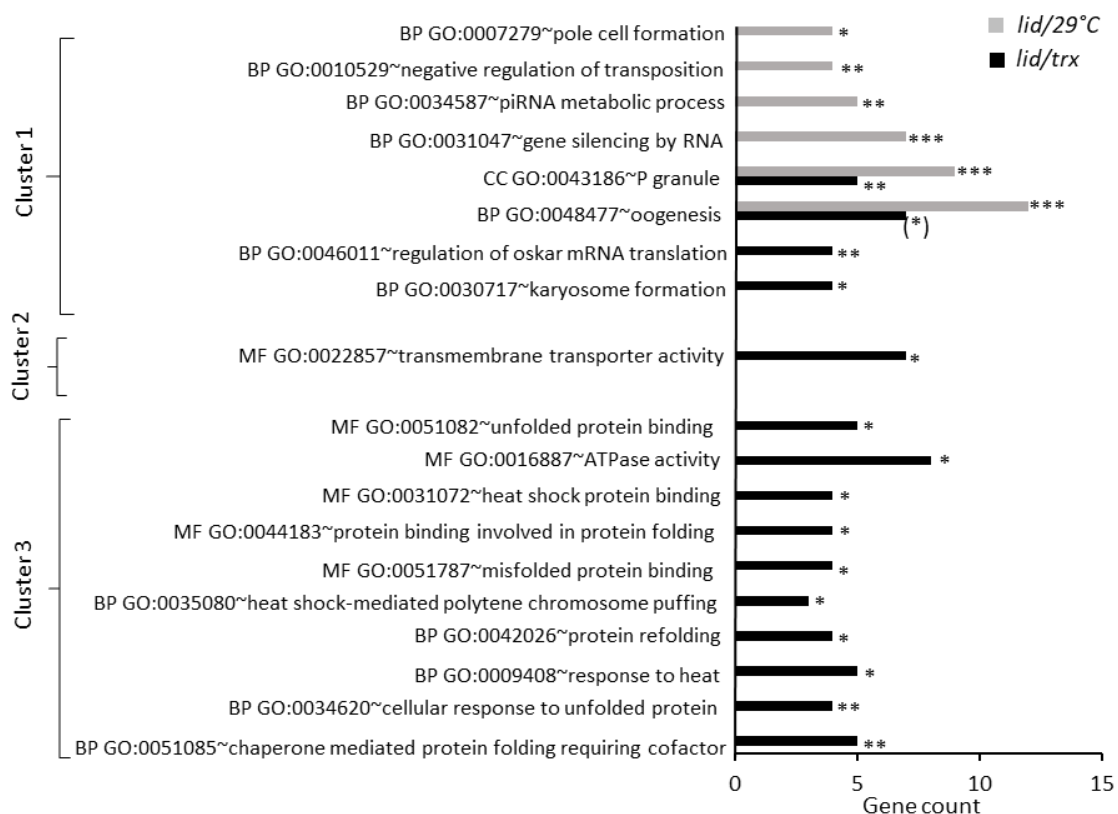 lid/29°C
lid/trx
Cluster 1
BP GO:0007279~pole cell formation *
BP GO:0010529~negative regulation of transposition **
BP GO:0034587~piRNA metabolic process **
BP GO:0031047~gene silencing by RNA ***
CC GO:0043186~P granule *** **
BP GO:0048477~oogenesis *** (*)
BP GO:0046011~regulation of oskar mRNA translation **
BP GO:0030717~karyosome formation *
Cluster 2
MF GO:0022857~transmembrane transporter activity *
Cluster 3
MF GO:0051082~unfolded protein binding *
MF GO:0016887~ATPase activity *
MF GO:0031072~heat shock protein binding *
MF GO:0044183~protein binding involved in protein folding *
MF GO:0051787~misfolded protein binding *
BP GO:0035080~heat shock-mediated polytene chromosome puffing *
BP GO:0042026~protein refolding *
BP GO:0009408~response to heat *
BP GO:0034620~cellular response to unfolded protein **
BP GO:0051085~chaperone mediated protein folding requiring cofactor **
0 5 10 15
Gene count